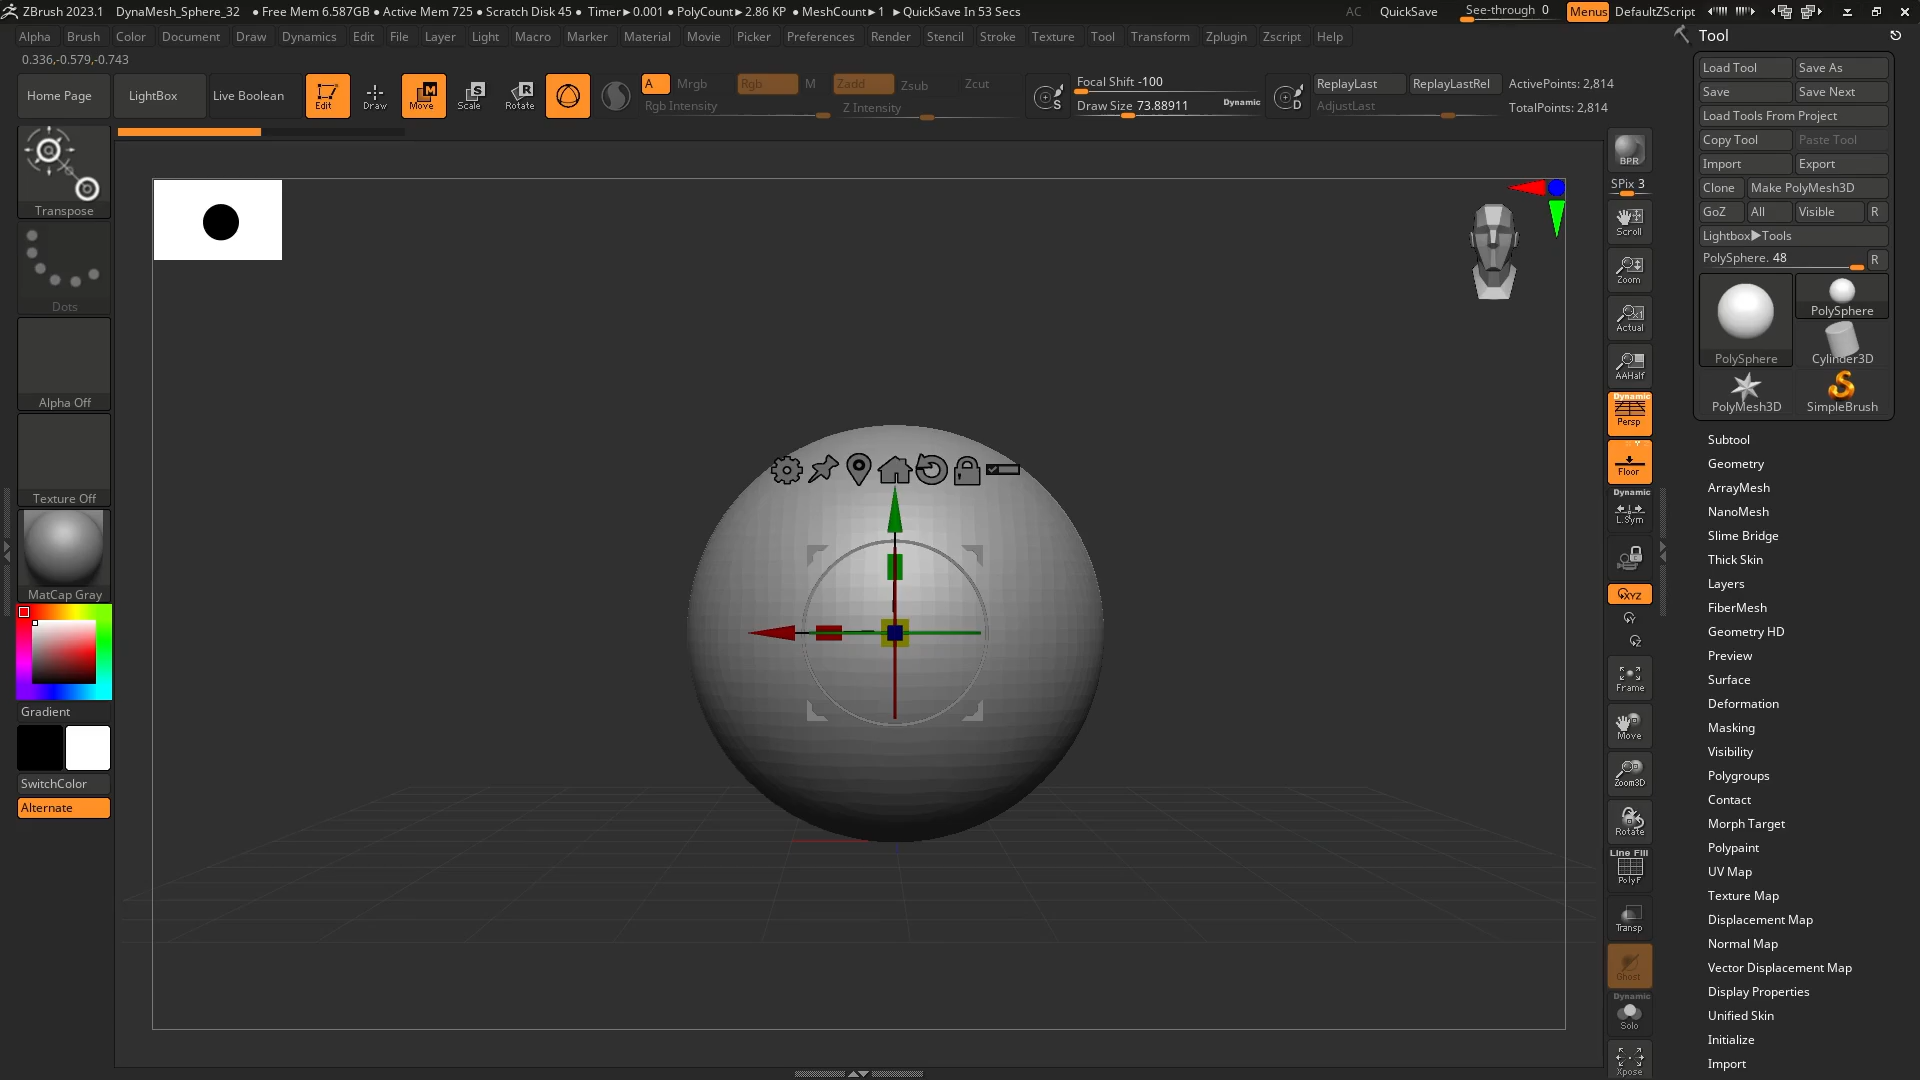 ZBrush 2023.1 DynaMesh_Sphere_32 • Free Mem 6.587GB • Active Mem 725 • Scratch Disk 45 • Timer►0.001 • PolyCount►2.86 KP • MeshCount►1 ►QuickSave In 53 Secs AC QuickSave See-through 0 Menus DefaultZScript
Alpha Brush Color Document Draw Dynamics Edit File Layer Light Macro Marker Material Movie Picker Preferences Render Stencil Stroke Texture Tool Transform Zplugin Zscript Help
0.336,-0.579,-0.743
Home Page LightBox Live Boolean Edit Draw Move Scale Rotate
A Mrgb Rgb M Zadd Zsub Zcut
Rgb Intensity Z Intensity
Focal Shift -100
Draw Size 73.88911 Dynamic
ReplayLast ReplayLastRel ActivePoints: 2,814
AdjustLast TotalPoints: 2,814
Transpose
Dots
Alpha Off
Texture Off
MatCap Gray
Gradient
SwitchColor
Alternate
BPR
SPix 3
Scroll
Zoom
Actual
AAHalf
Dynamic
Persp
Floor
Dynamic
L.Sym
XYZ
Y
Z
Frame
Move
Zoom3D
Rotate
Line Fill
PolyF
Transp
Ghost
Dynamic
Solo
Xpose
Tool
Load Tool Save As
Save Save Next
Load Tools From Project
Copy Tool Paste Tool
Import Export
Clone Make PolyMesh3D
GoZ All Visible R
Lightbox►Tools
PolySphere. 48 R
PolySphere PolySphere
Cylinder3D
PolyMesh3D SimpleBrush
Subtool
Geometry
ArrayMesh
NanoMesh
Slime Bridge
Thick Skin
Layers
FiberMesh
Geometry HD
Preview
Surface
Deformation
Masking
Visibility
Polygroups
Contact
Morph Target
Polypaint
UV Map
Texture Map
Displacement Map
Normal Map
Vector Displacement Map
Display Properties
Unified Skin
Initialize
Import